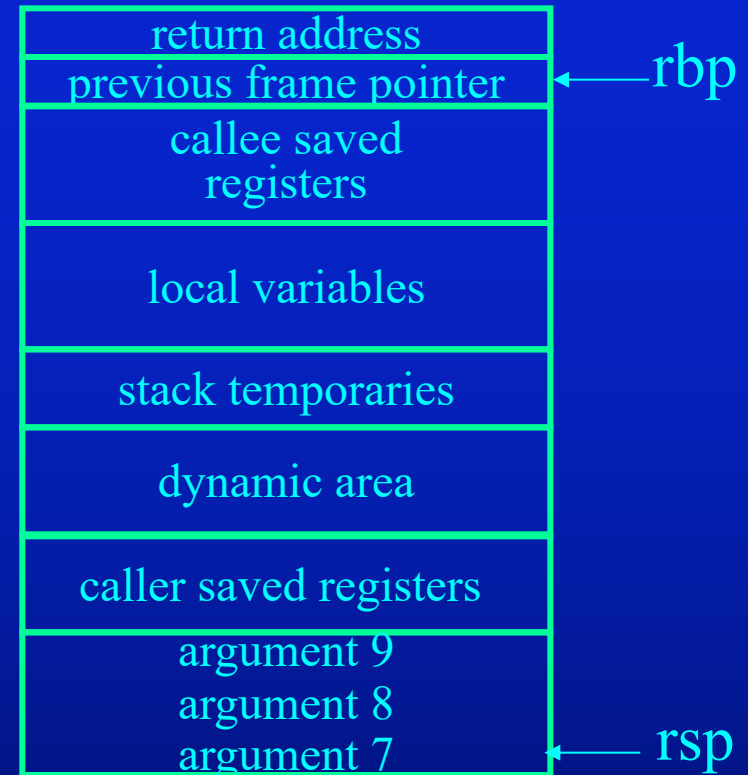 return address
previous frame pointer
rbp
callee saved
registers
local variables
stack temporaries
dynamic area
caller saved registers
argument 9
argument 8
argument 7
rsp